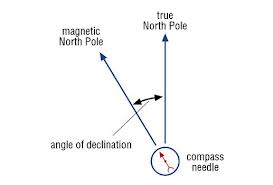 true
North Pole
magnetic
North Pole
angle of declination
compass
needle